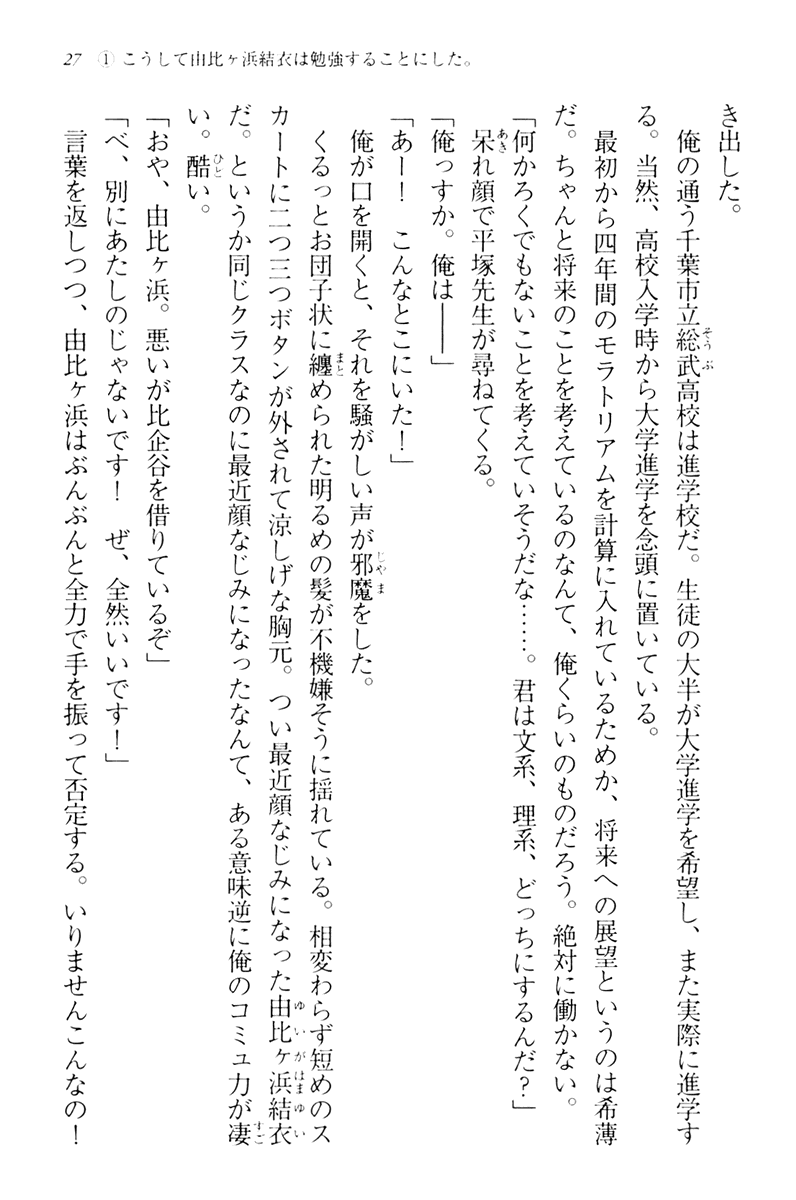 27 ① こうして由比ヶ浜結衣は勉強することにした。
き出した。
俺の通う千葉市立総武高校は進学校だ。生徒の大半が大学進学を希望し、また実際に進学す
る。当然、高校入学時から大学進学を念頭に置いている。
最初から四年間のモラトリアムを計算に入れているためか、将来への展望というのは希薄
だ。ちゃんと将来のことを考えているのなんて、俺くらいのものだろう。絶対に働かない。
「何かろくでもないことを考えていそうだな……。君は文系、理系、どっちにするんだ？」
呆れ顔で平塚先生が尋ねてくる。
「俺っすか。俺は――」
「あー！　こんなとこにいた！」
俺が口を開くと、それを騒がしい声が邪魔をした。
くるっとお団子状に纏められた明るめの髪が不機嫌そうに揺れている。相変わらず短めのス
カートに二つ三つボタンが外されて涼しげな胸元。つい最近顔なじみになった由比ヶ浜結衣
だ。というか同じクラスなのに最近顔なじみになったなんて、ある意味逆に俺のコミュ力が凄
い。酷い。
「おや、由比ヶ浜。悪いが比企谷を借りているぞ」
「べ、別にあたしのじゃないです！　ぜ、全然いいです！」
言葉を返しつつ、由比ヶ浜はぶんぶんと全力で手を振って否定する。いりませんこんなの！